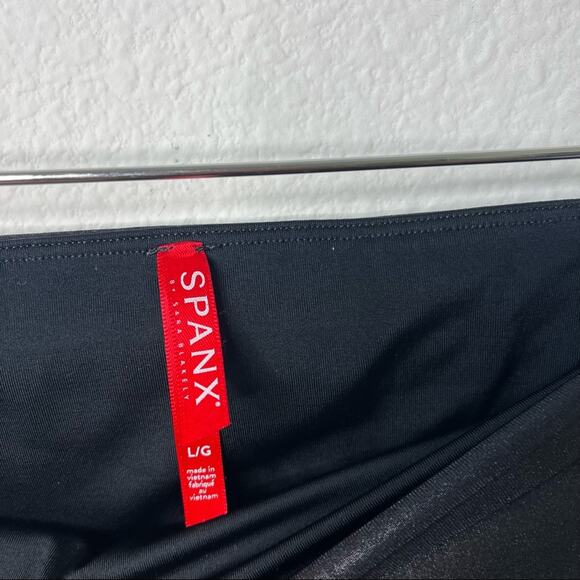 SPANX
BY SARA BLAKELY
L/G
made in
vietnam
fabriqué
au
vietnam